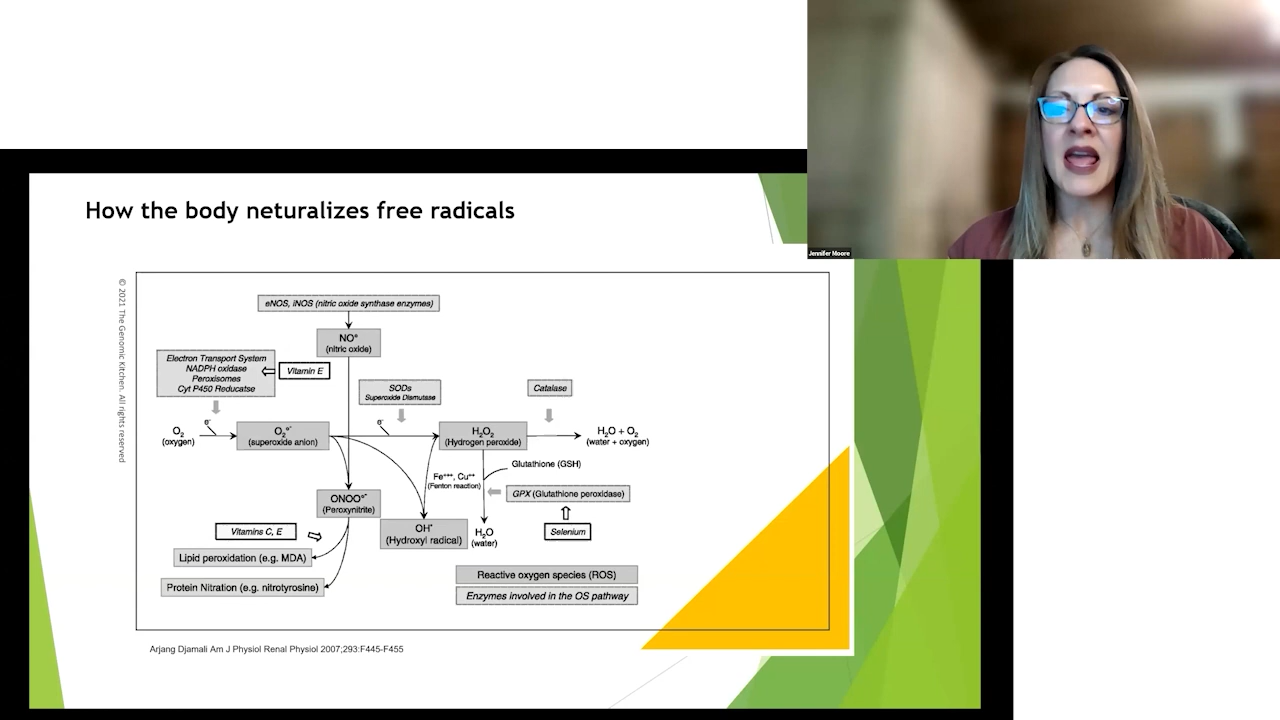 Jennifer Moore
How the body neturalizes free radicals
© 2021 The Genomic Kitchen. All rights reserved
eNOS, iNOS (nitric oxide synthase enzymes)
NO°
(nitric oxide)
Electron Transport System
NADPH oxidase
Peroxisomes
Cyt P450 Reducatse
Vitamin E
SODs
Superoxide Dismutase
Catalase
O₂
(oxygen)
e⁻
O₂°⁻
(superoxide anion)
e⁻
H₂O₂
(Hydrogen peroxide)
H₂O + O₂
(water + oxygen)
Fe⁺⁺⁺, Cu⁺⁺
(Fenton reaction)
Glutathione (GSH)
GPX (Glutathione peroxidase)
Selenium
ONOO°⁻
(Peroxynitrite)
OH°
(Hydroxyl radical)
H₂O
(water)
Vitamins C, E
Lipid peroxidation (e.g. MDA)
Protein Nitration (e.g. nitrotyrosine)
Reactive oxygen species (ROS)
Enzymes involved in the OS pathway
Arjang Djamali Am J Physiol Renal Physiol 2007;293:F445-F455